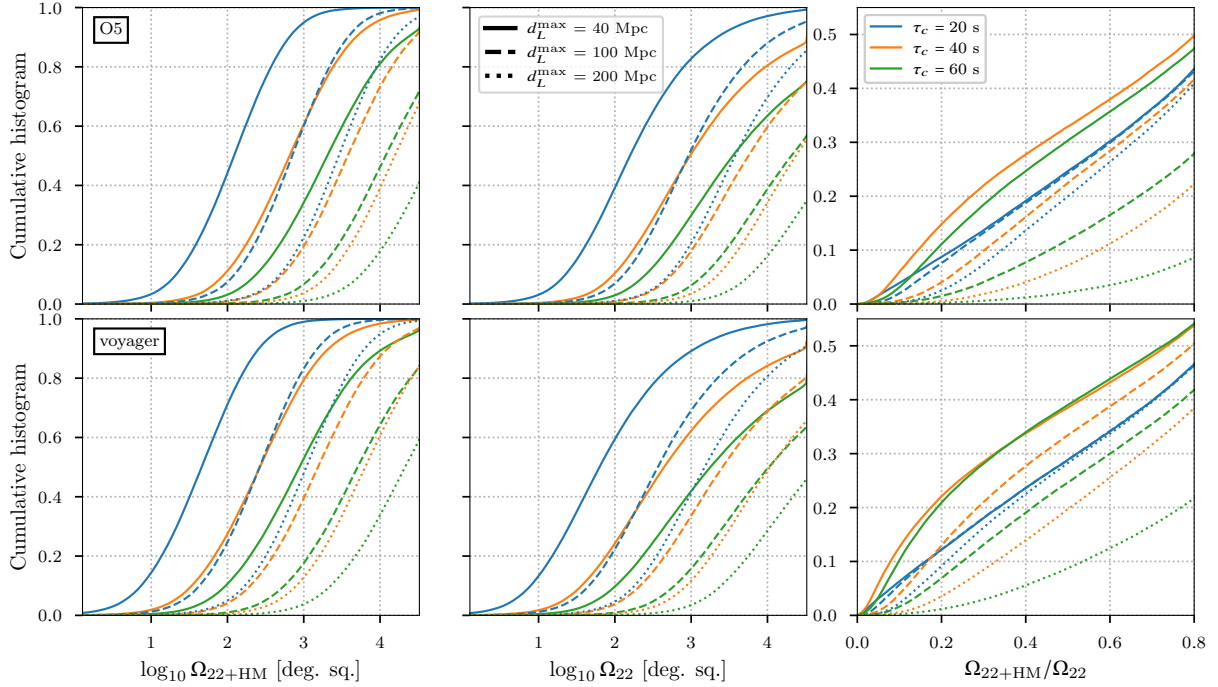 O5
Cumulative histogram
0.0
0.2
0.4
0.6
0.8
1.0
d_L^max = 40 Mpc
d_L^max = 100 Mpc
d_L^max = 200 Mpc
τ_c = 20 s
τ_c = 40 s
τ_c = 60 s
0.0
0.1
0.2
0.3
0.4
0.5
voyager
Cumulative histogram
0.0
0.2
0.4
0.6
0.8
1.0
1 2 3 4
log₁₀ Ω₂₂₊HM [deg. sq.]
1 2 3 4
log₁₀ Ω₂₂ [deg. sq.]
0.0
0.1
0.2
0.3
0.4
0.5
0.0 0.2 0.4 0.6 0.8
Ω₂₂₊HM/Ω₂₂